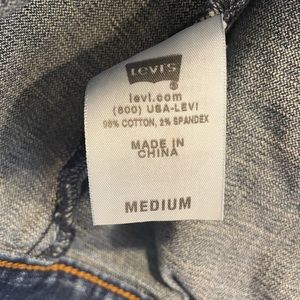 LEVI'S
®
levi.com
(800) USA-LEVI
98% COTTON, 2% SPANDEX
MADE IN
CHINA
MEDIUM